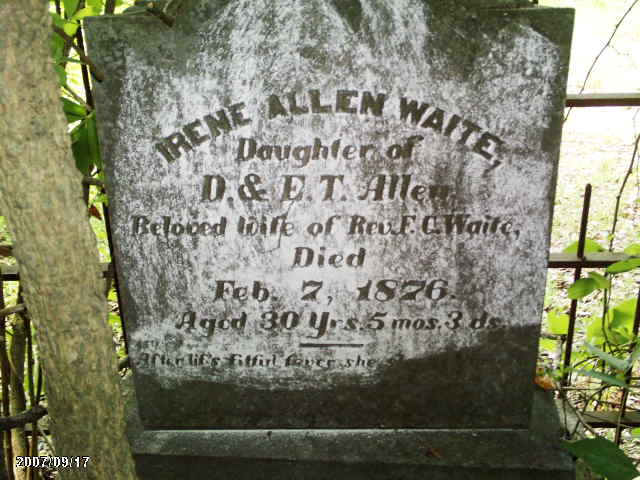 IRENE ALLEN WAITE,
Daughter of
D. & E. T. Allen,
Beloved wife of Rev. F. C. Waite,
Died
Feb. 7, 1876.
Aged 30 Yrs. 5 mos. 3 ds.
After life's fitful fever, she
2007/09/17